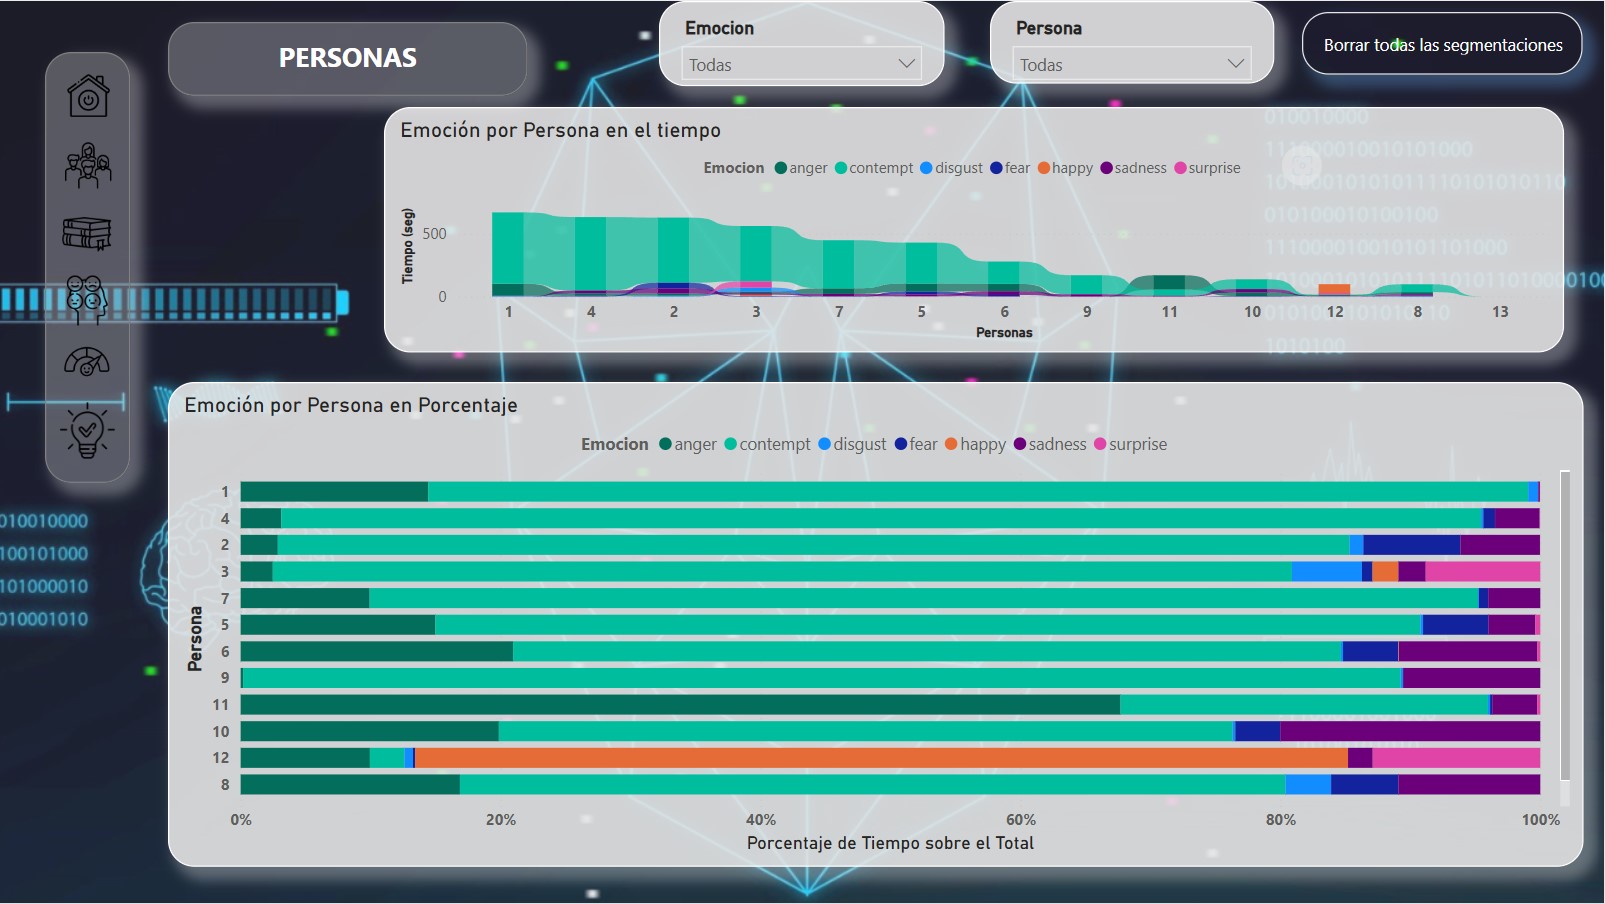 PERSONAS
Emocion
Todas
Persona
Todas
Borrar todas las segmentaciones
Emoción por Persona en el tiempo
Emocion anger contempt disgust fear happy sadness surprise
Tiempo (seg)
500
0
1 4 2 3 7 5 6 9 11 10 12 8 13
Personas
010010000
0101000010100100
1110000100101101000
1010100
Emoción por Persona en Porcentaje
Emocion anger contempt disgust fear happy sadness surprise
Persona
1
4
2
3
7
5
6
9
11
10
12
8
0% 20% 40% 60% 80% 100%
Porcentaje de Tiempo sobre el Total
010010000
100101000
101000010
010001010